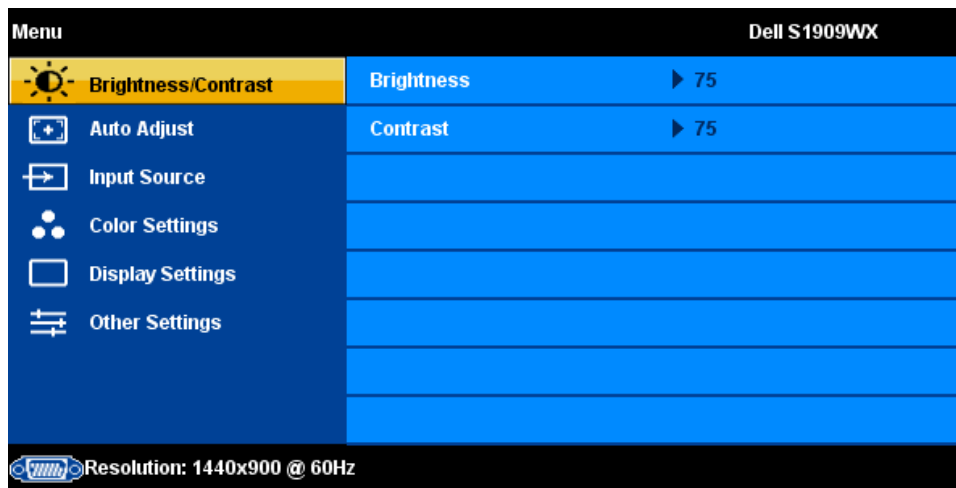 Menu Dell S1909WX
Brightness/Contrast Brightness 75
Auto Adjust Contrast 75
Input Source
Color Settings
Display Settings
Other Settings
Resolution: 1440x900 @ 60Hz